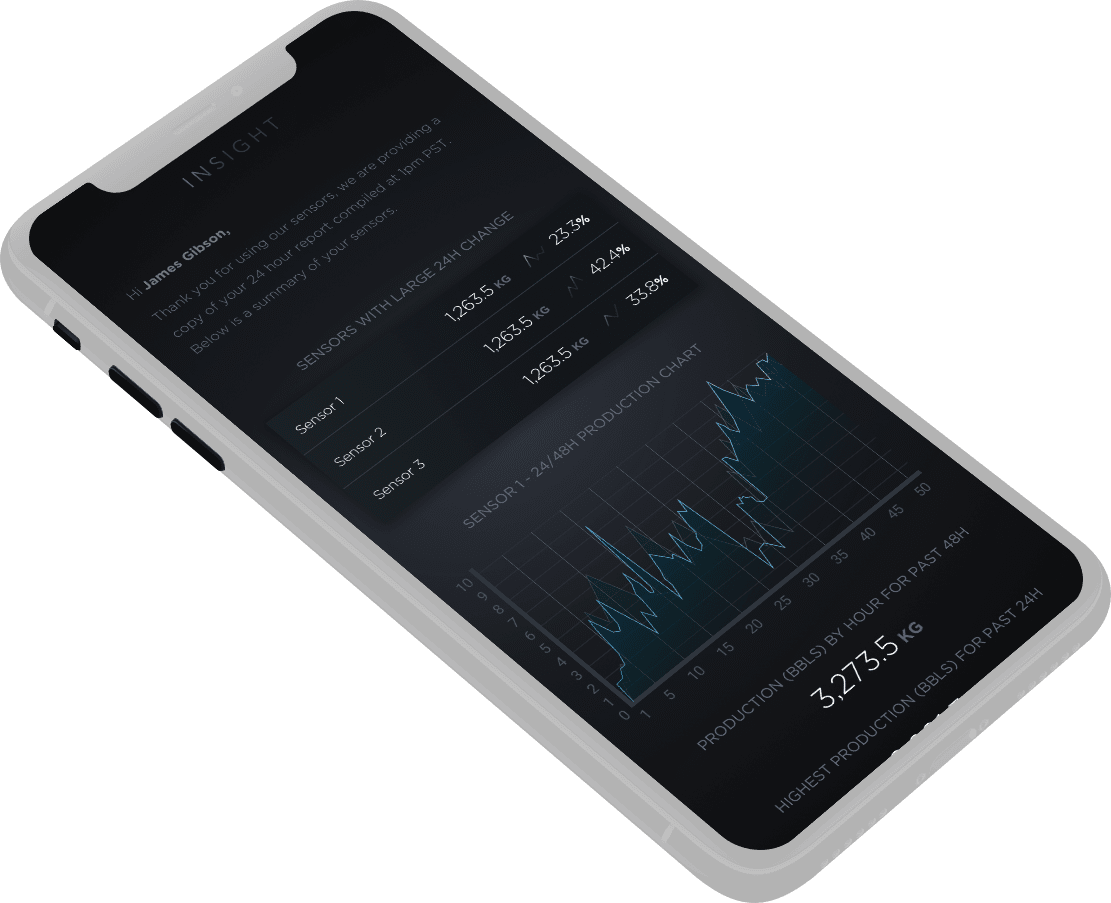 INSIGHT
Hi James Gibson,
Thank you for using our sensors, we are providing a
copy of your 24 hour report compiled at 1pm PST.
Below is a summary of your sensors.
SENSORS WITH LARGE 24H CHANGE
Sensor 1 1,263.5 KG 23.3%
Sensor 2 1,263.5 KG 42.4%
Sensor 3 1,263.5 KG 33.8%
SENSOR 1 - 24/48H PRODUCTION CHART
10
9
8
7
6
5
4
3
2
1
0
1 5 10 15 20 25 30 35 40 45 50
PRODUCTION (BBLS) BY HOUR FOR PAST 48H
3,273.5 KG
HIGHEST PRODUCTION (BBLS) FOR PAST 24H